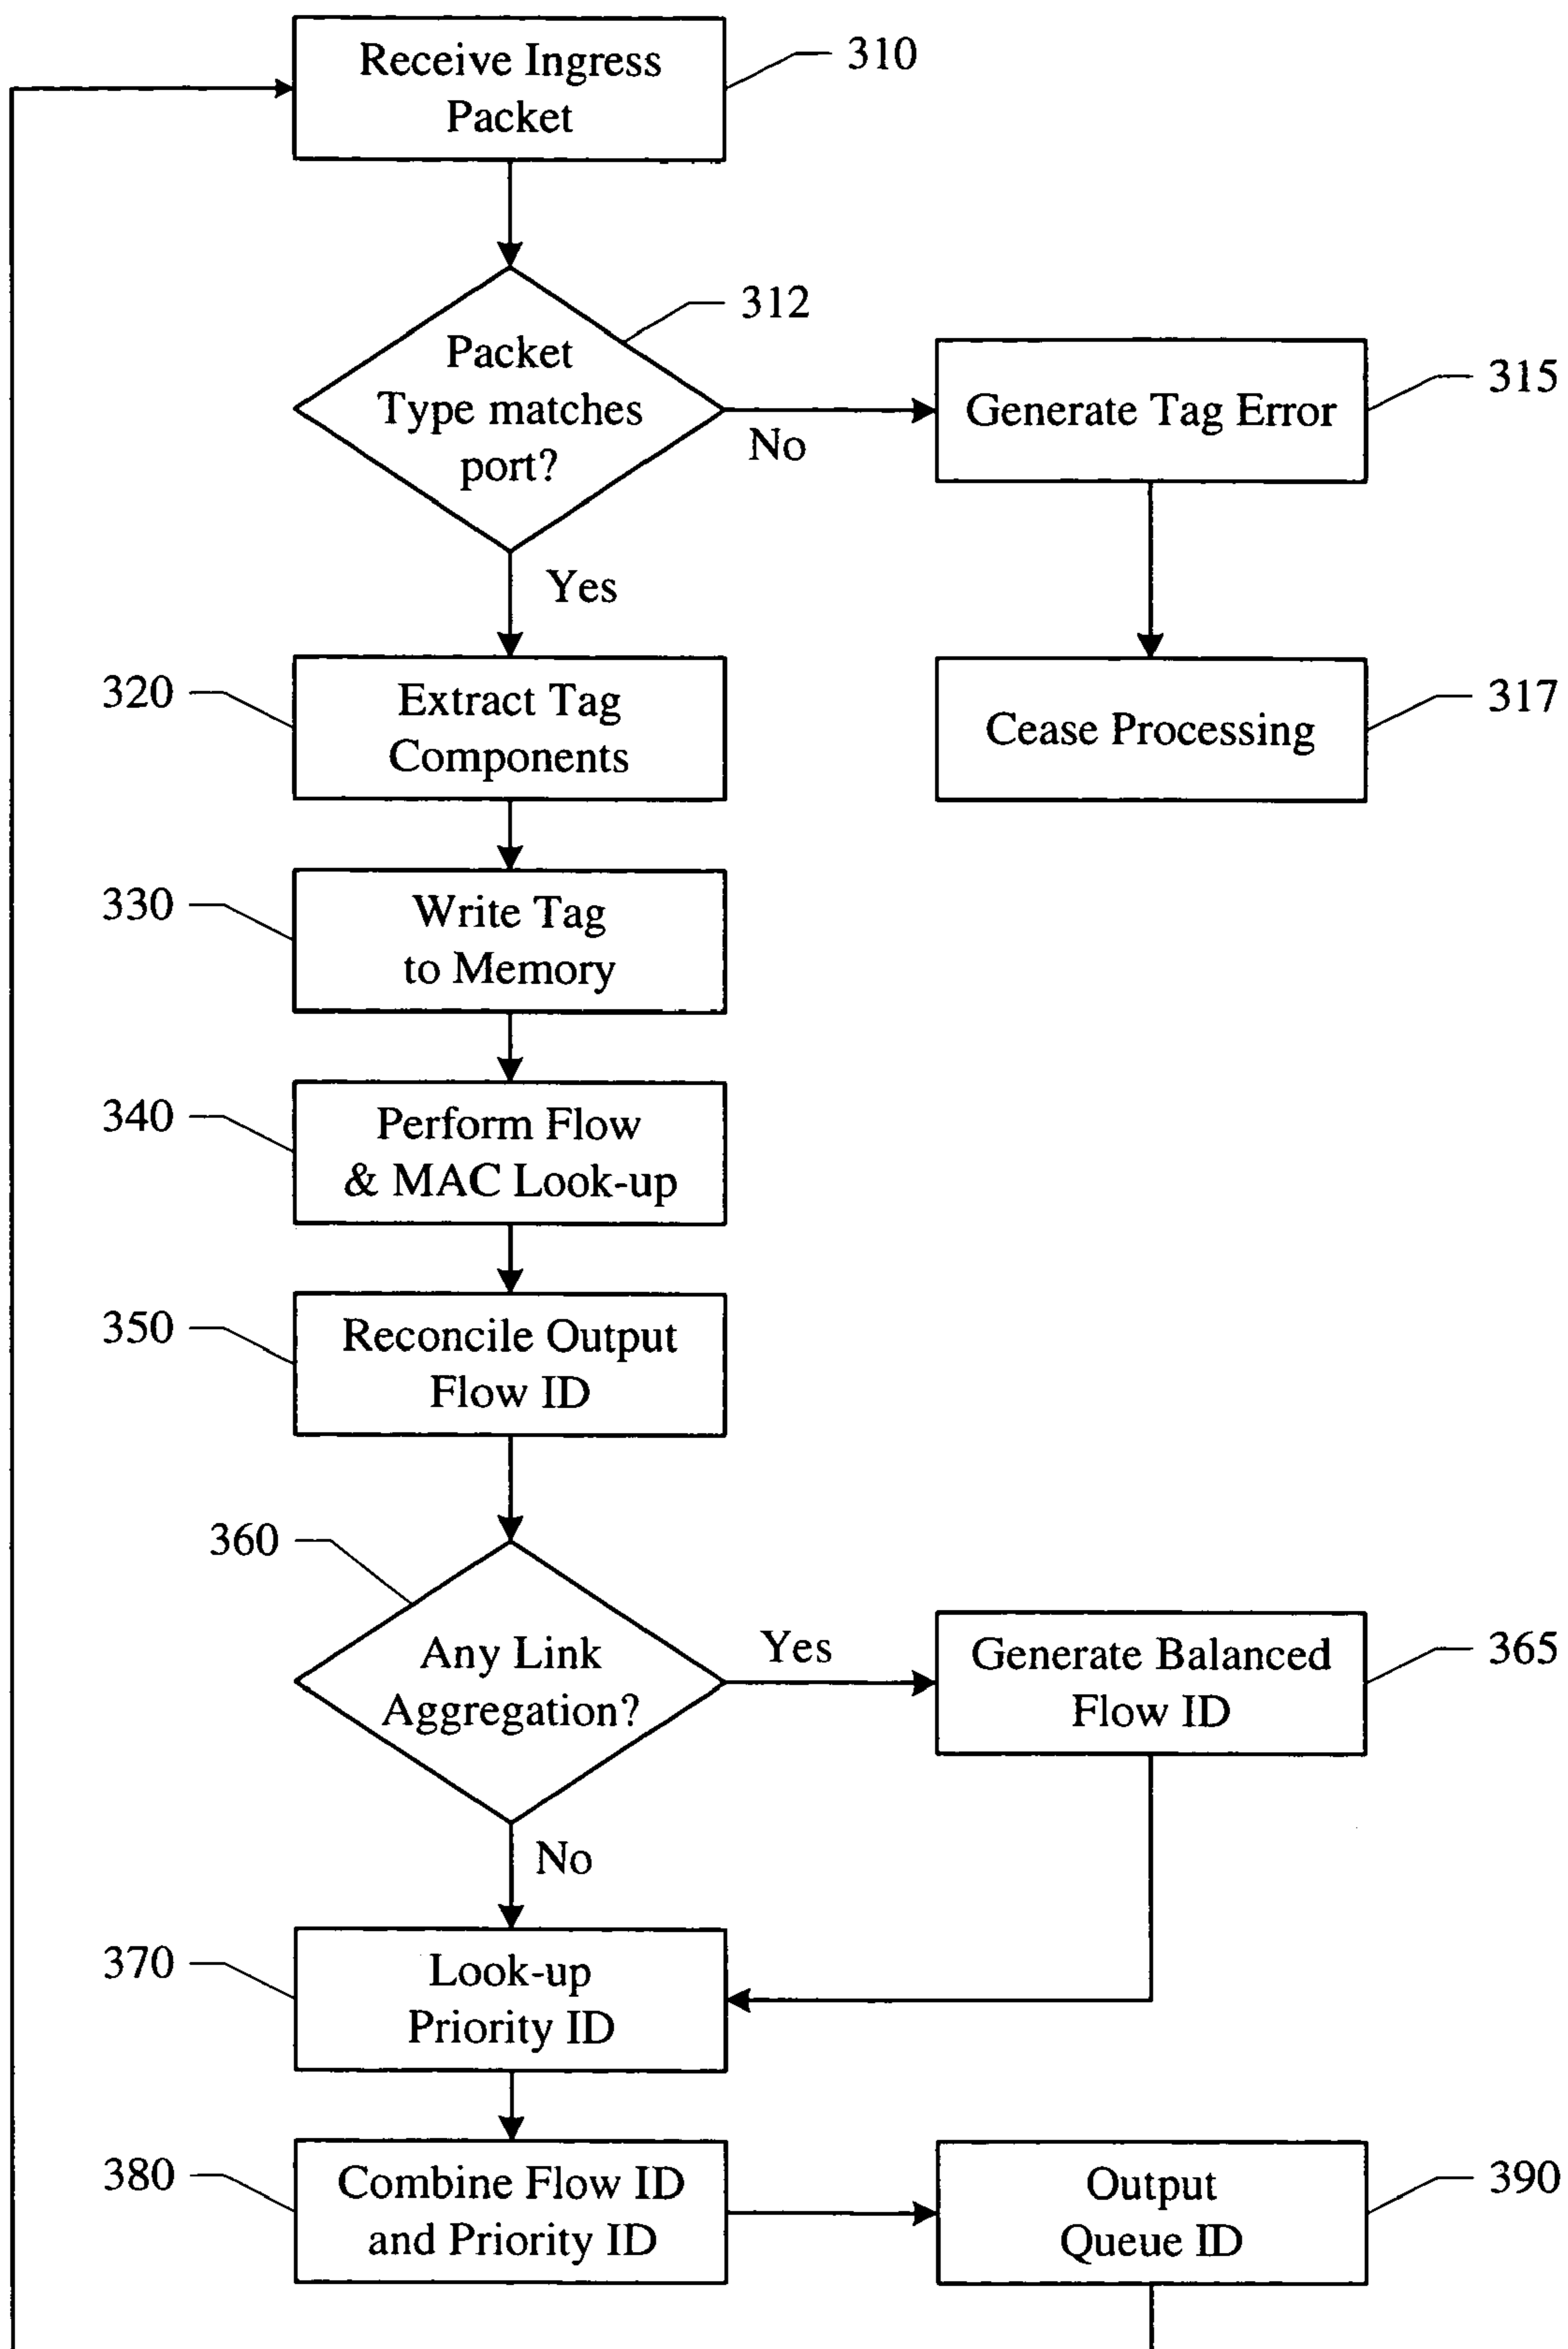 Receive Ingress
Packet
310
Packet
Type matches
port?
312
No
Generate Tag Error
315
Yes
Cease Processing
317
320
Extract Tag
Components
330
Write Tag
to Memory
340
Perform Flow
& MAC Look-up
350
Reconcile Output
Flow ID
360
Any Link
Aggregation?
Yes
Generate Balanced
Flow ID
365
No
370
Look-up
Priority ID
380
Combine Flow ID
and Priority ID
Output
Queue ID
390